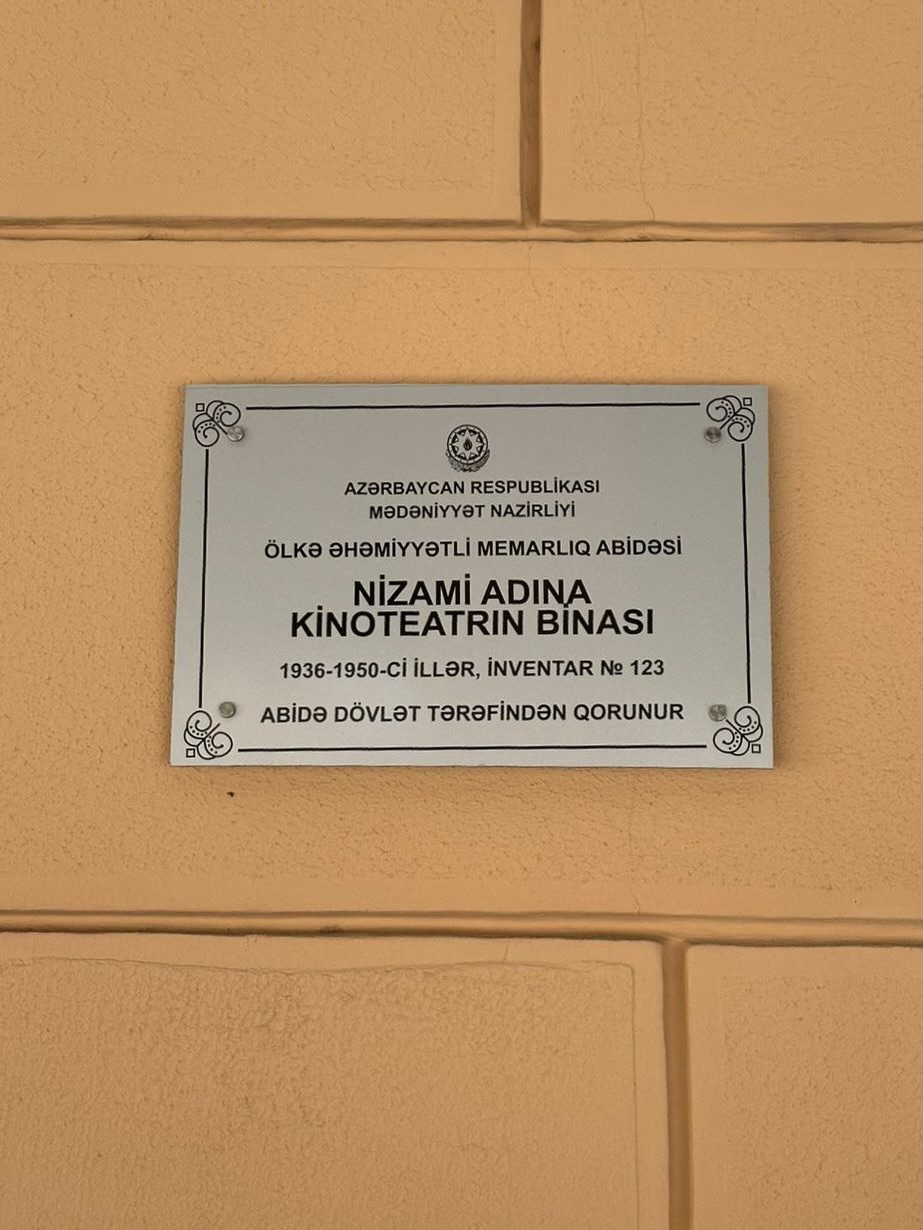 AZƏRBAYCAN RESPUBLİKASI
MƏDƏNİYYƏT NAZİRLİYİ
ÖLKƏ ƏHƏMİYYƏTLİ MEMARLIQ ABİDƏSİ
NİZAMİ ADINA
KİNOTEATRIN BİNASI
1936-1950-Cİ İLLƏR, İNVENTAR № 123
ABİDƏ DÖVLƏT TƏRƏFİNDƏN QORUNUR